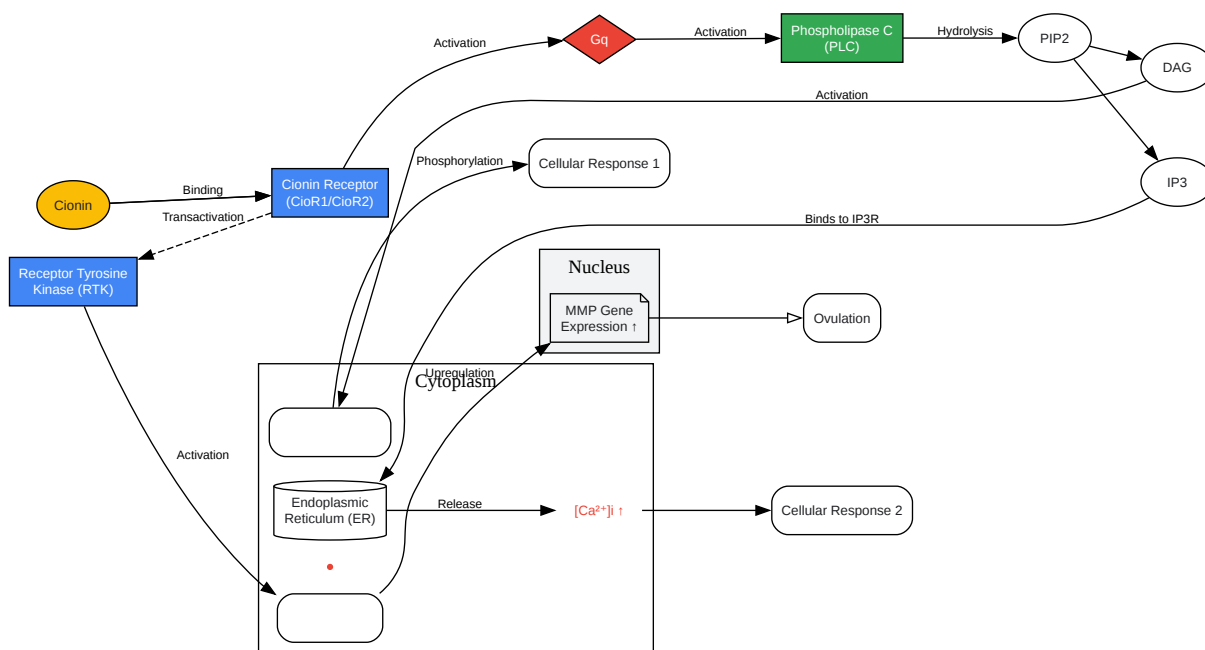 Gq
Activation
Phospholipase C
(PLC)
Hydrolysis
PIP2
DAG
Activation
Activation
Phosphorylation
Cellular Response 1
Cionin
Binding
Cionin Receptor
(CioR1/CioR2)
IP3
Transactivation
Binds to IP3R
Receptor Tyrosine
Kinase (RTK)
Nucleus
MMP Gene
Expression ↑
Ovulation
Upregulation
Cytoplasm
Activation
Endoplasmic
Reticulum (ER)
Release
[Ca²⁺]i ↑
Cellular Response 2